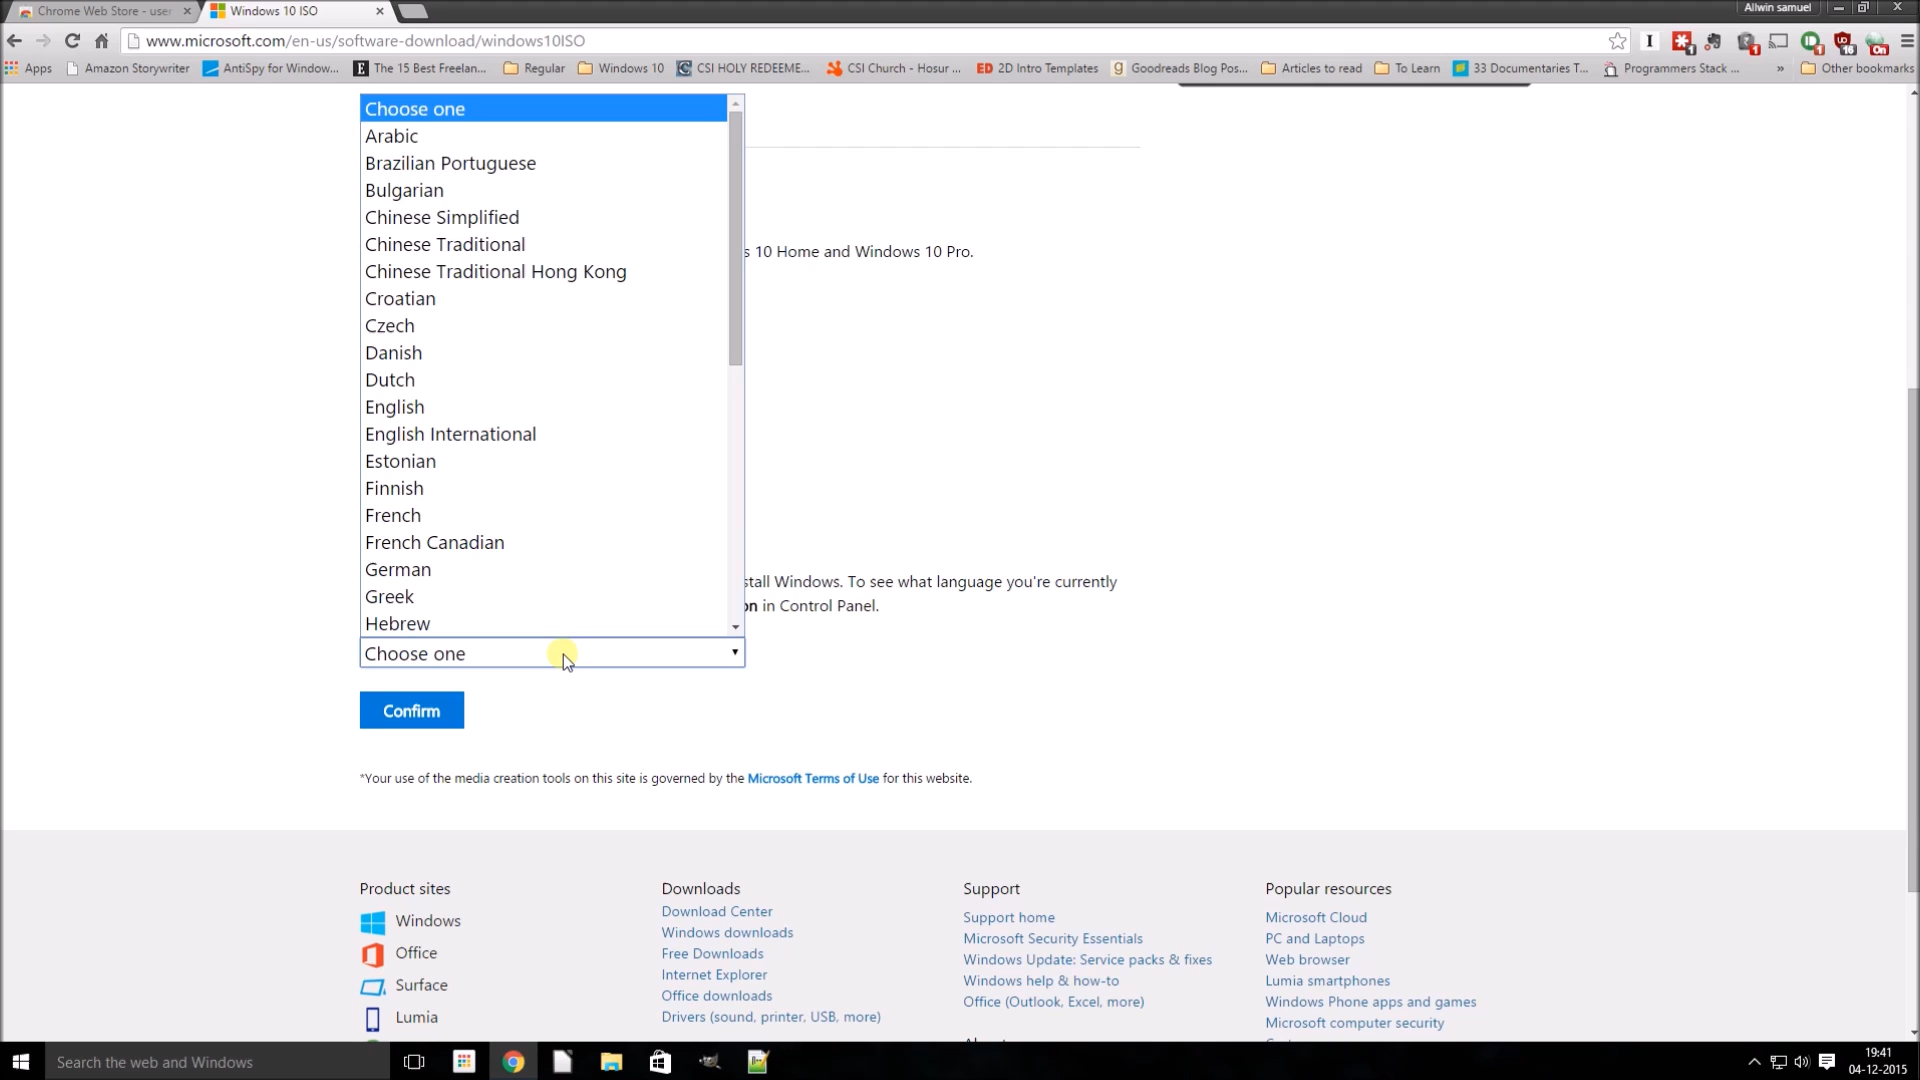 Chrome Web Store - user
Windows 10 ISO
Allwin samuel
www.microsoft.com/en-us/software-download/windows10ISO
Apps
Amazon Storywriter
AntiSpy for Window...
The 15 Best Freelan...
Regular
Windows 10
CSI HOLY REDEEME...
CSI Church - Hosur ...
ED 2D Intro Templates
Goodreads Blog Pos...
Articles to read
To Learn
33 Documentaries T...
Programmers Stack ...
»
Other bookmarks
Choose one
Arabic
Brazilian Portuguese
Bulgarian
Chinese Simplified
Chinese Traditional
s 10 Home and Windows 10 Pro.
Chinese Traditional Hong Kong
Croatian
Czech
Danish
Dutch
English
English International
Estonian
Finnish
French
French Canadian
German
stall Windows. To see what language you're currently
Greek
on in Control Panel.
Hebrew
Choose one
Confirm
*Your use of the media creation tools on this site is governed by the Microsoft Terms of Use for this website.
Product sites
Windows
Office
Surface
Lumia
Downloads
Download Center
Windows downloads
Free Downloads
Internet Explorer
Office downloads
Drivers (sound, printer, USB, more)
Support
Support home
Microsoft Security Essentials
Windows Update: Service packs & fixes
Windows help & how-to
Office (Outlook, Excel, more)
Popular resources
Microsoft Cloud
PC and Laptops
Web browser
Lumia smartphones
Windows Phone apps and games
Microsoft computer security
Search the web and Windows
19:41
04-12-2015